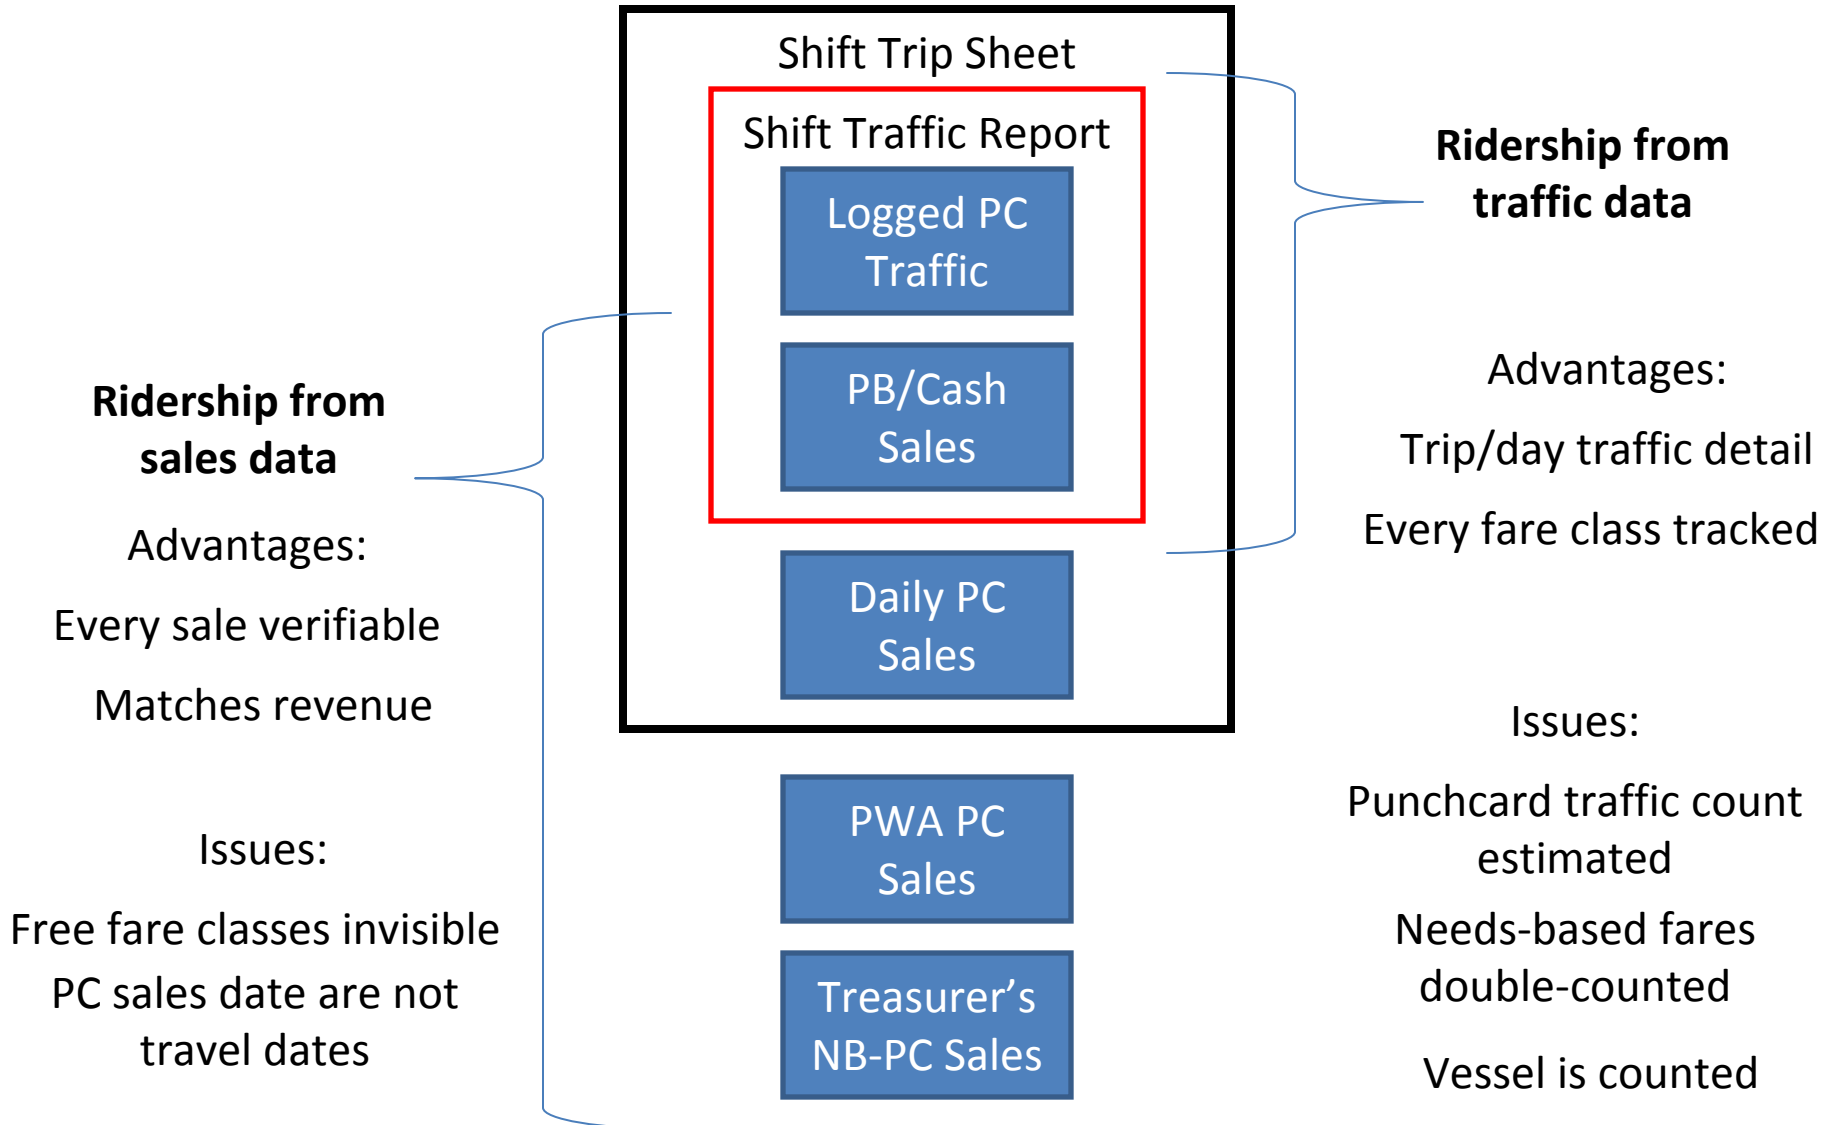 Shift Trip Sheet
Shift Traffic Report
Logged PC
Traffic
PB/Cash
Sales
Daily PC
Sales
PWA PC
Sales
Treasurer’s
NB-PC Sales
Ridership from
sales data
Advantages:
Every sale verifiable
Matches revenue
Issues:
Free fare classes invisible
PC sales date are not
travel dates
Ridership from
traffic data
Advantages:
Trip/day traffic detail
Every fare class tracked
Issues:
Punchcard traffic count
estimated
Needs-based fares
double-counted
Vessel is counted